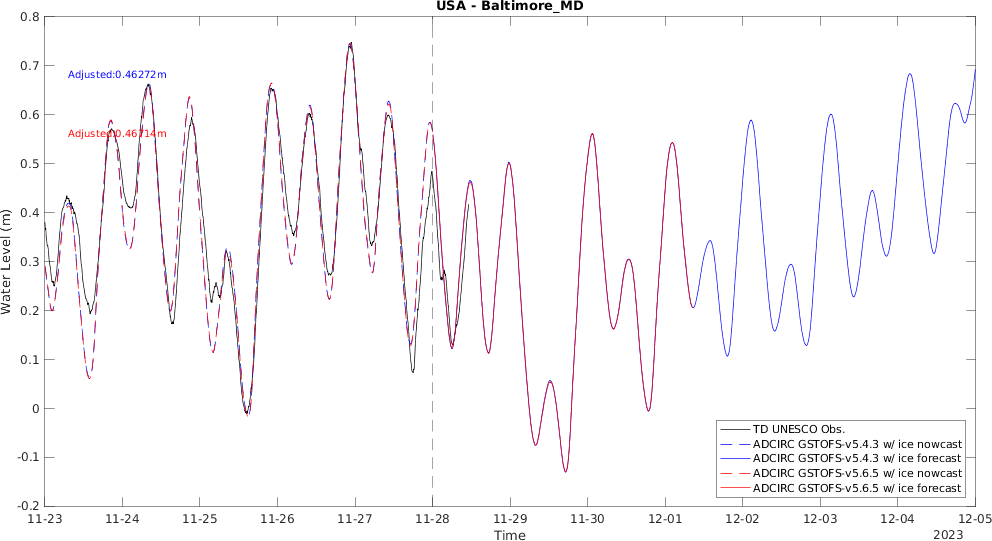 USA - Baltimore_MD
0.8
0.7
0.6
0.5
0.4
0.3
0.2
0.1
0
-0.1
-0.2
Water Level (m)
Adjusted:0.46272m
Adjusted:0.46714m
TD UNESCO Obs.
ADCIRC GSTOFS-v5.4.3 w/ ice nowcast
ADCIRC GSTOFS-v5.4.3 w/ ice forecast
ADCIRC GSTOFS-v5.6.5 w/ ice nowcast
ADCIRC GSTOFS-v5.6.5 w/ ice forecast
11-23 11-24 11-25 11-26 11-27 11-28 11-29 11-30 12-01 12-02 12-03 12-04 12-05
Time
2023